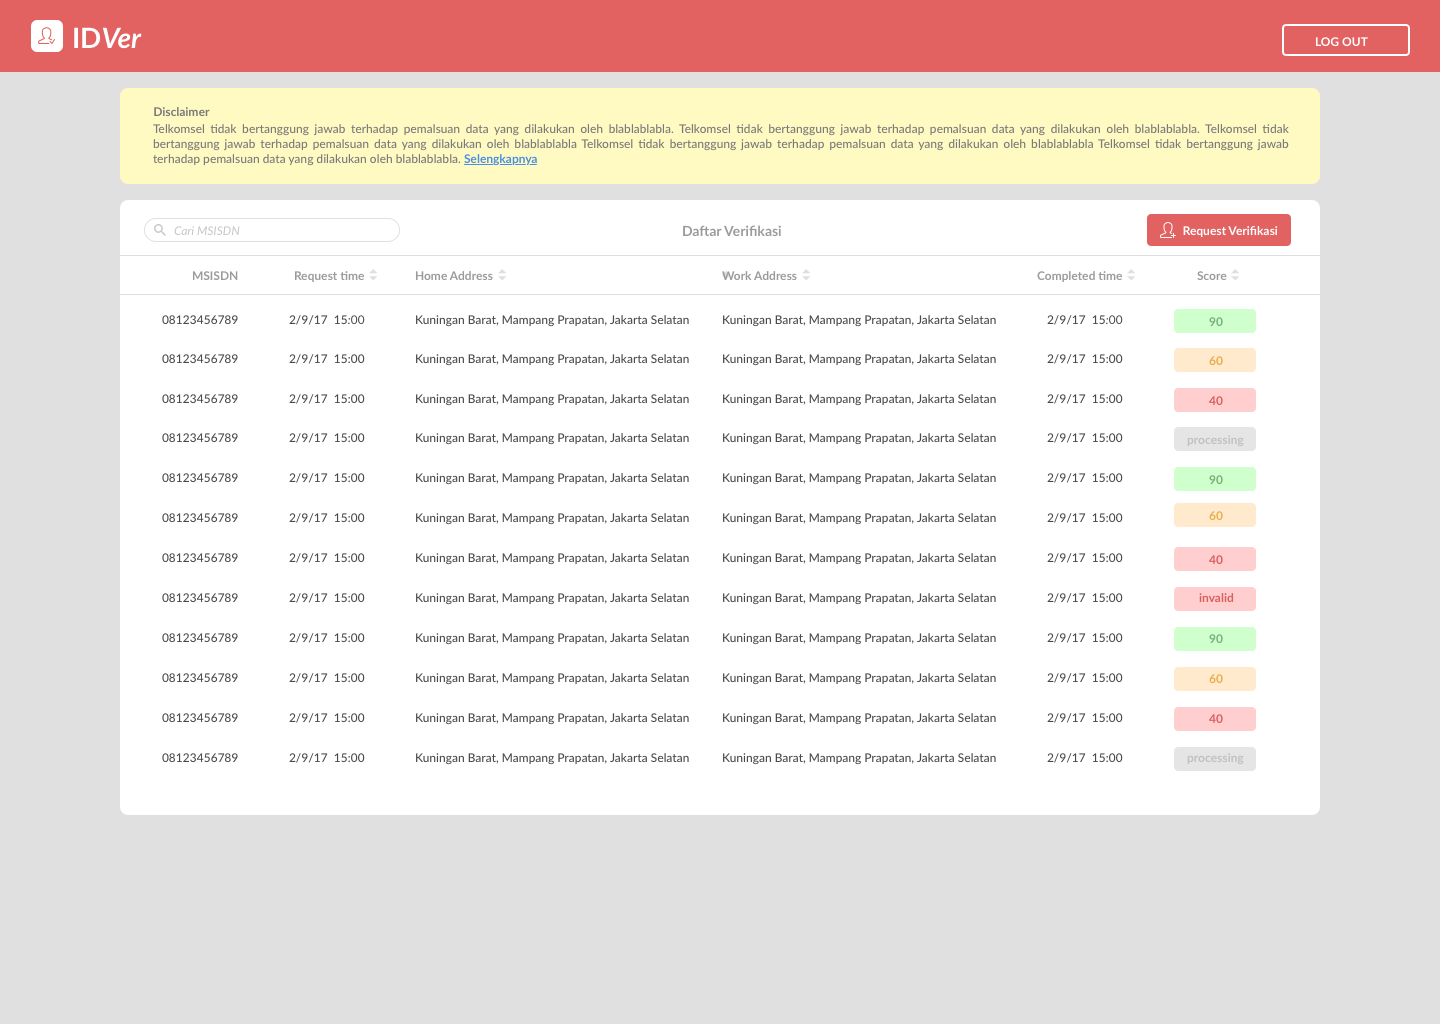 IDVer
LOG OUT
Disclaimer
Telkomsel tidak bertanggung jawab terhadap pemalsuan data yang dilakukan oleh blablablabla. Telkomsel tidak bertanggung jawab terhadap pemalsuan data yang dilakukan oleh blablablabla. Telkomsel tidak
bertanggung jawab terhadap pemalsuan data yang dilakukan oleh blablablabla Telkomsel tidak bertanggung jawab terhadap pemalsuan data yang dilakukan oleh blablablabla Telkomsel tidak bertanggung jawab
terhadap pemalsuan data yang dilakukan oleh blablablabla. Selengkapnya
Cari MSISDN Daftar Verifikasi Request Verifikasi
MSISDN Request time Home Address Work Address Completed time Score
08123456789 2/9/17 15:00 Kuningan Barat, Mampang Prapatan, Jakarta Selatan Kuningan Barat, Mampang Prapatan, Jakarta Selatan 2/9/17 15:00 90
08123456789 2/9/17 15:00 Kuningan Barat, Mampang Prapatan, Jakarta Selatan Kuningan Barat, Mampang Prapatan, Jakarta Selatan 2/9/17 15:00 60
08123456789 2/9/17 15:00 Kuningan Barat, Mampang Prapatan, Jakarta Selatan Kuningan Barat, Mampang Prapatan, Jakarta Selatan 2/9/17 15:00 40
08123456789 2/9/17 15:00 Kuningan Barat, Mampang Prapatan, Jakarta Selatan Kuningan Barat, Mampang Prapatan, Jakarta Selatan 2/9/17 15:00 processing
08123456789 2/9/17 15:00 Kuningan Barat, Mampang Prapatan, Jakarta Selatan Kuningan Barat, Mampang Prapatan, Jakarta Selatan 2/9/17 15:00 90
08123456789 2/9/17 15:00 Kuningan Barat, Mampang Prapatan, Jakarta Selatan Kuningan Barat, Mampang Prapatan, Jakarta Selatan 2/9/17 15:00 60
08123456789 2/9/17 15:00 Kuningan Barat, Mampang Prapatan, Jakarta Selatan Kuningan Barat, Mampang Prapatan, Jakarta Selatan 2/9/17 15:00 40
08123456789 2/9/17 15:00 Kuningan Barat, Mampang Prapatan, Jakarta Selatan Kuningan Barat, Mampang Prapatan, Jakarta Selatan 2/9/17 15:00 invalid
08123456789 2/9/17 15:00 Kuningan Barat, Mampang Prapatan, Jakarta Selatan Kuningan Barat, Mampang Prapatan, Jakarta Selatan 2/9/17 15:00 90
08123456789 2/9/17 15:00 Kuningan Barat, Mampang Prapatan, Jakarta Selatan Kuningan Barat, Mampang Prapatan, Jakarta Selatan 2/9/17 15:00 60
08123456789 2/9/17 15:00 Kuningan Barat, Mampang Prapatan, Jakarta Selatan Kuningan Barat, Mampang Prapatan, Jakarta Selatan 2/9/17 15:00 40
08123456789 2/9/17 15:00 Kuningan Barat, Mampang Prapatan, Jakarta Selatan Kuningan Barat, Mampang Prapatan, Jakarta Selatan 2/9/17 15:00 processing